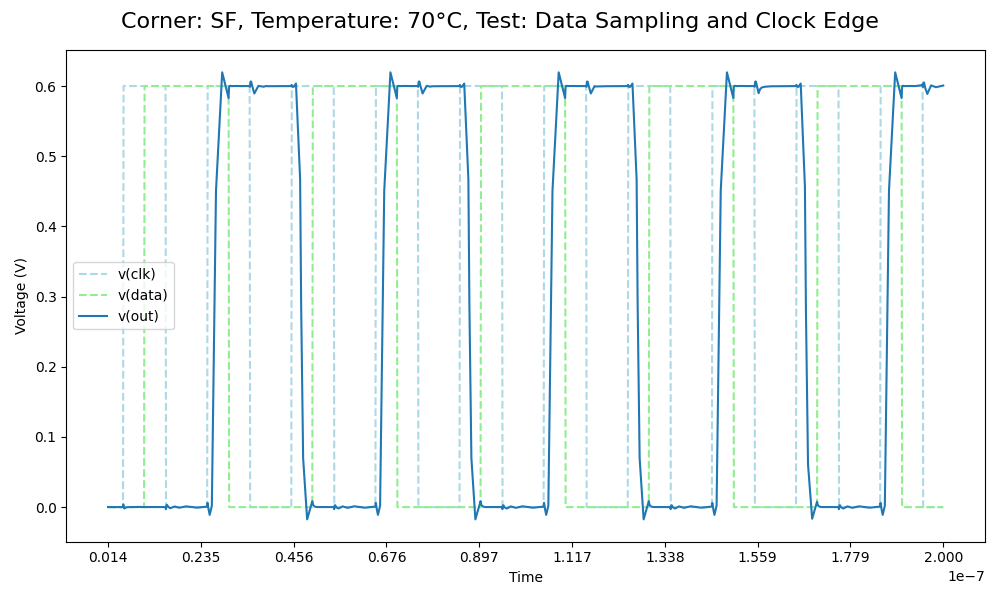 Corner: SF, Temperature: 70°C, Test: Data Sampling and Clock Edge
0.6
0.5
0.4
0.3
0.2
0.1
0.0
Voltage (V)
v(clk)
v(data)
v(out)
0.014 0.235 0.456 0.676 0.897 1.117 1.338 1.559 1.779 2.000
Time
1e−7